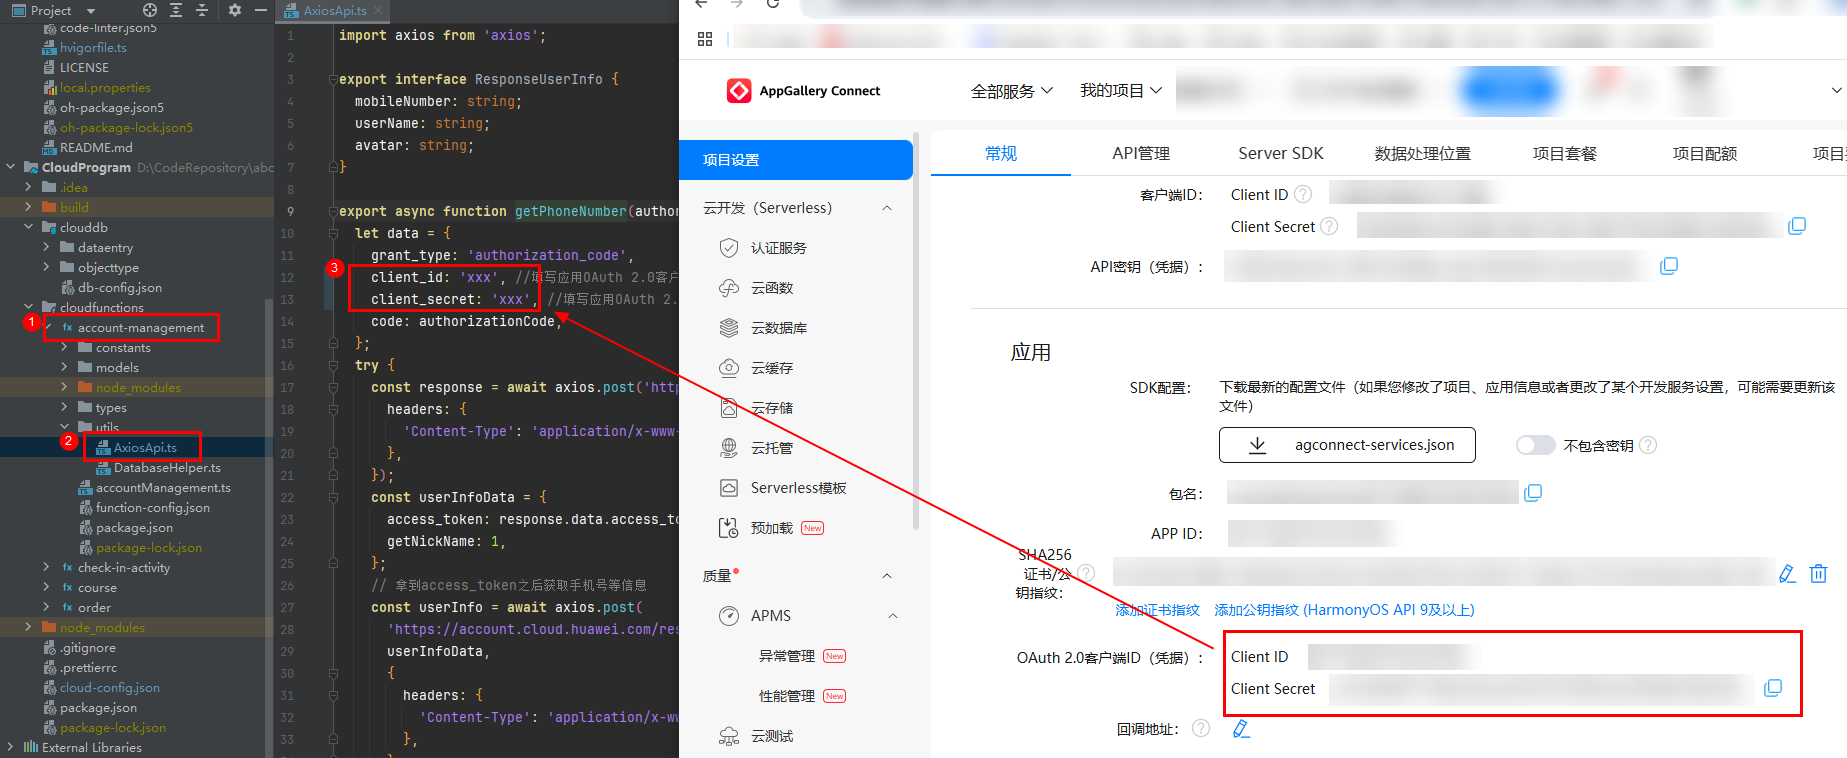 Project
code-linter.json5
hvigorfile.ts
LICENSE
local.properties
oh-package.json5
oh-package-lock.json5
README.md
CloudProgram D:\CodeRepository\abc
.idea
build
clouddb
dataentry
objecttype
db-config.json
cloudfunctions
1
account-management
constants
models
node_modules
types
utils
2
AxiosApi.ts
DatabaseHelper.ts
accountManagement.ts
function-config.json
package.json
package-lock.json
check-in-activity
course
order
node_modules
.gitignore
.prettierrc
cloud-config.json
package.json
package-lock.json
External Libraries
AxiosApi.ts
1 import axios from 'axios';
2
3 export interface ResponseUserInfo {
4 mobileNumber: string;
5 userName: string;
6 avatar: string;
7 }
8
9 export async function getPhoneNumber(author
10 let data = {
11 grant_type: 'authorization_code',
3
12 client_id: 'xxx', //填写应用OAuth 2.0客户
13 client_secret: 'xxx', //填写应用OAuth 2.
14 code: authorizationCode,
15 };
16 try {
17 const response = await axios.post('http
18 headers: {
19 'Content-Type': 'application/x-www-
20 },
21 });
22 const userInfoData = {
23 access_token: response.data.access_to
24 getNickName: 1,
25 };
26 // 拿到access_token之后获取手机号等信息
27 const userInfo = await axios.post(
28 'https://account.cloud.huawei.com/res
29 userInfoData,
30 {
31 headers: {
32 'Content-Type': 'application/x-www
33 },
AppGallery Connect
全部服务
我的项目
项目设置
云开发（Serverless）
认证服务
云函数
云数据库
云缓存
云存储
云托管
Serverless模板
预加载 New
质量
APMS
异常管理 New
性能管理 New
云测试
常规
API管理
Server SDK
数据处理位置
项目套餐
项目配额
客户端ID： Client ID
Client Secret
API密钥（凭据）：
应用
SDK配置： 下载最新的配置文件（如果您修改了项目、应用信息或者更改了某个开发服务设置，可能需要更新该
文件）
agconnect-services.json
不包含密钥
包名：
APP ID：
SHA256
证书/公
钥指纹：
添加证书指纹 添加公钥指纹 (HarmonyOS API 9及以上)
OAuth 2.0客户端ID（凭据）： Client ID
Client Secret
回调地址：